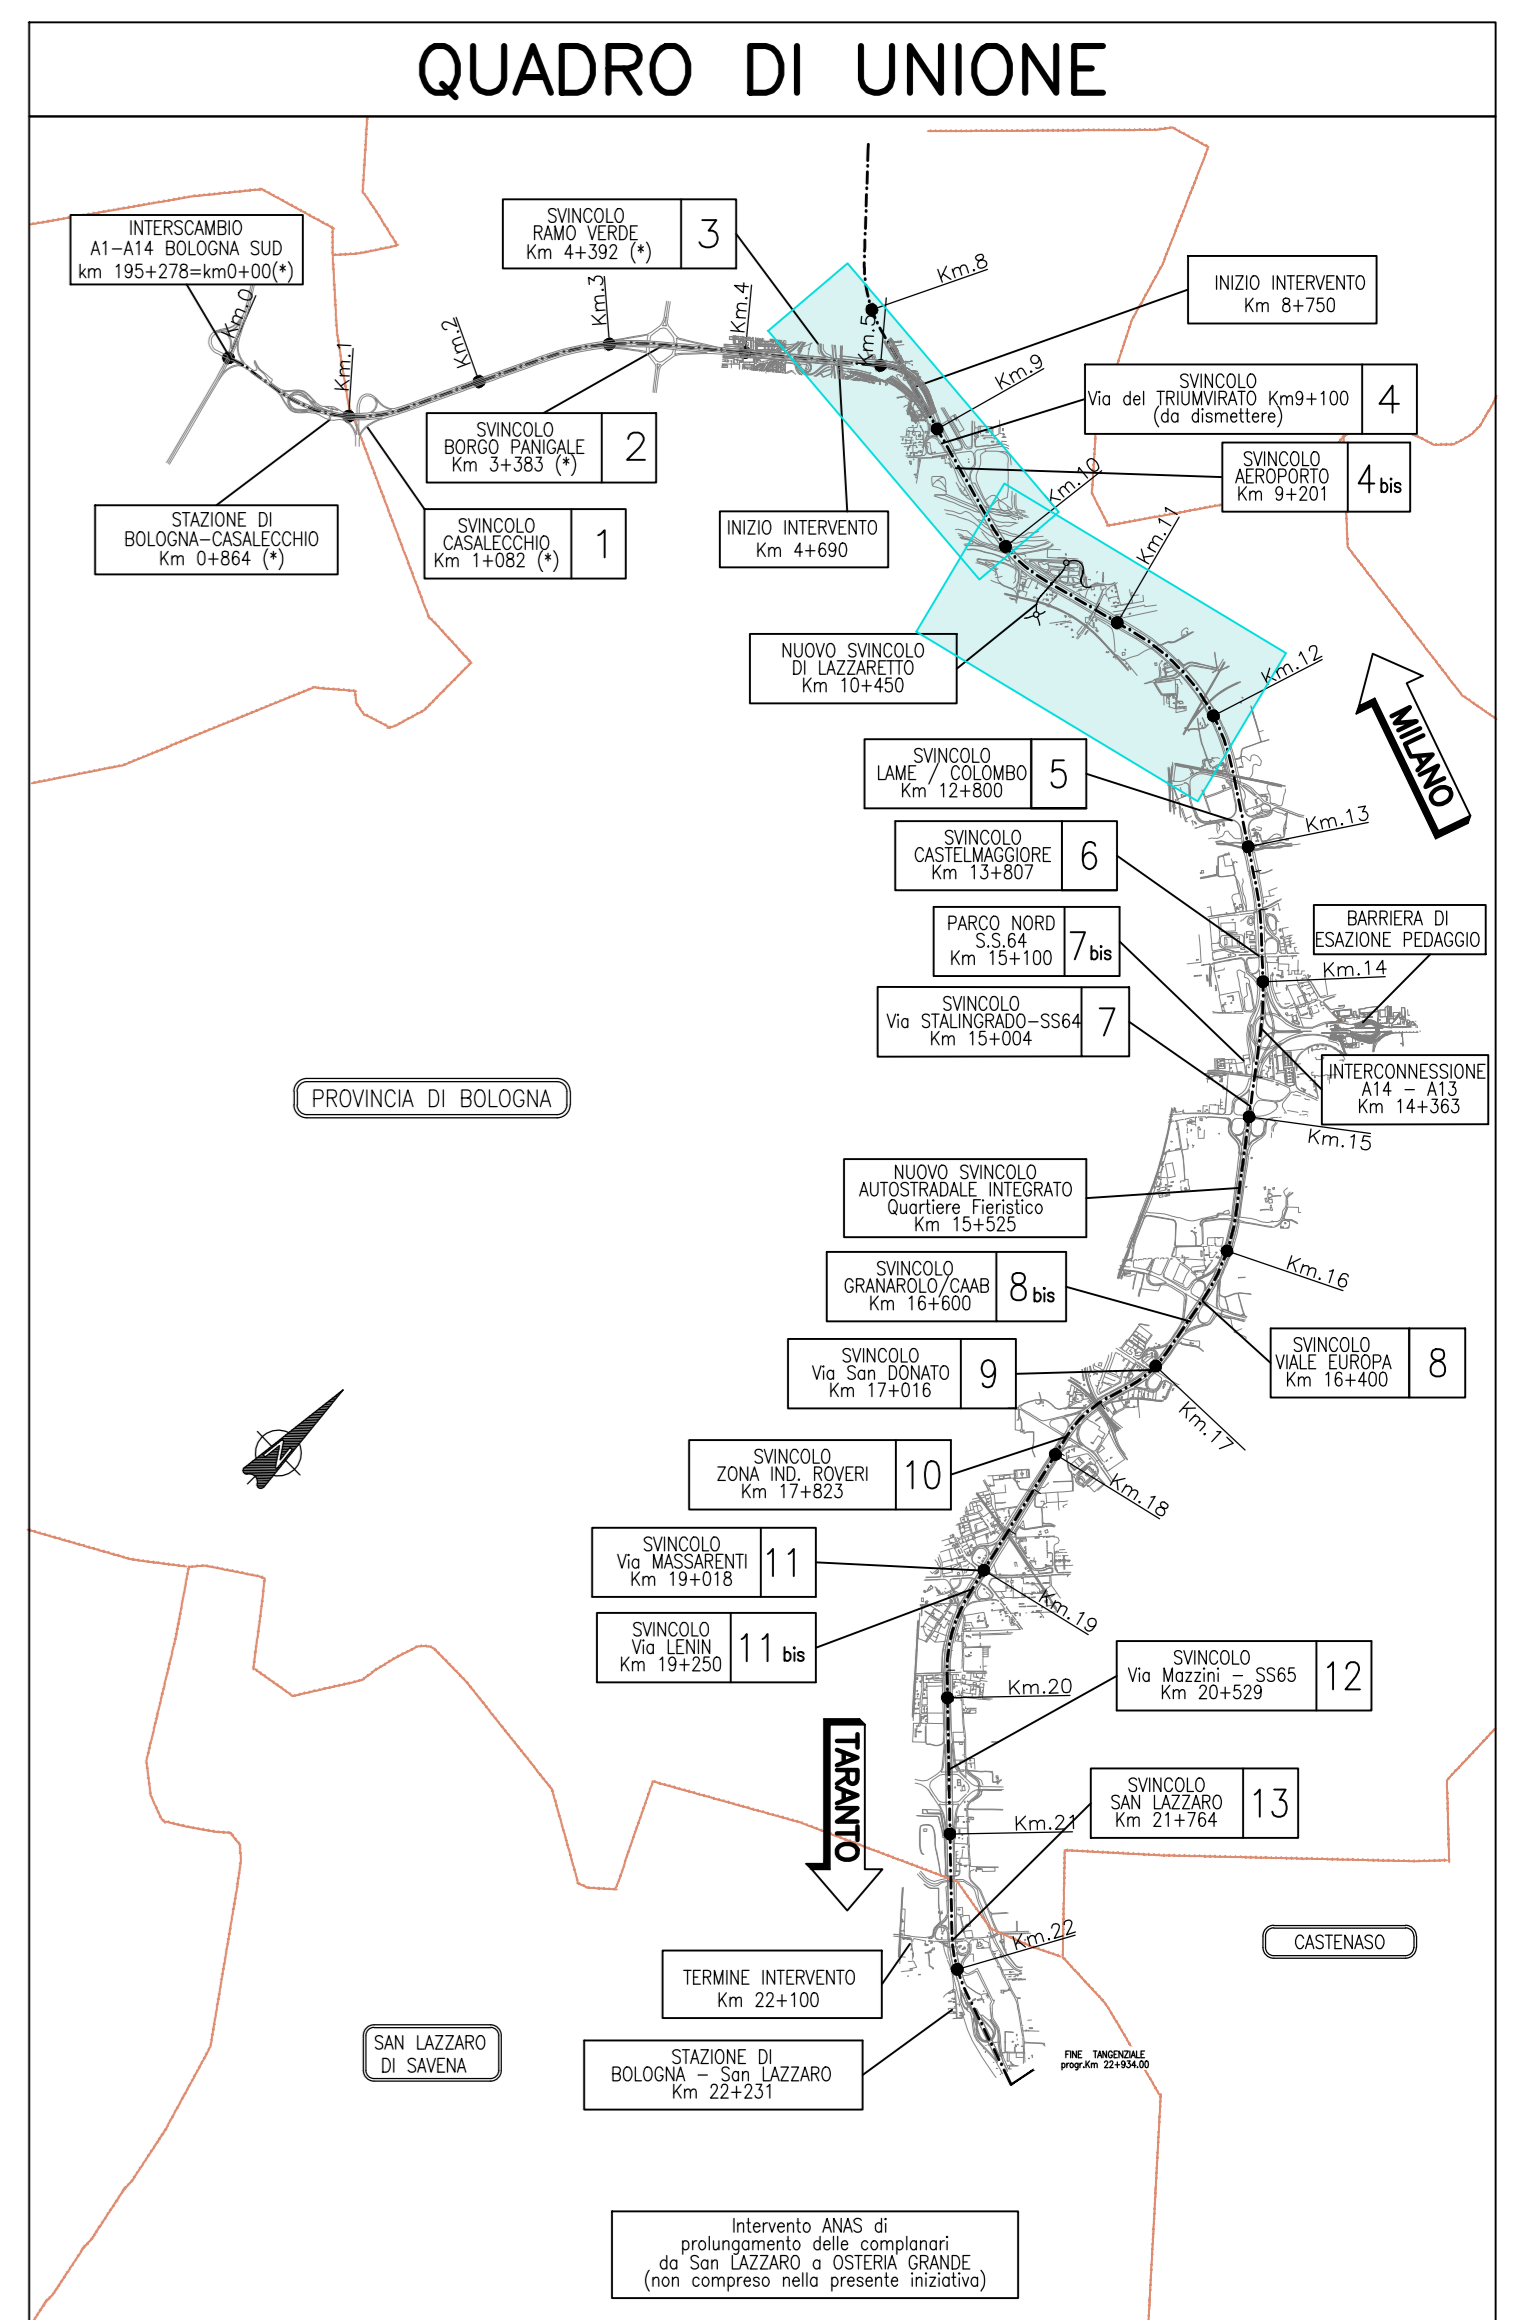 QUADRO DI UNIONE
INTERSCAMBIO
A1-A14 BOLOGNA SUD
km 195+278=km0+00(*)
SVINCOLO
RAMO VERDE
Km 4+392 (*)
3
Km.8
INIZIO INTERVENTO
Km 8+750
Km.0
Km.1
Km.2
Km.3
Km.4
Km.5
Km.9
SVINCOLO
Via del TRIUMVIRATO Km9+100
(da dismettere)
4
SVINCOLO
BORGO PANIGALE
Km 3+383 (*)
2
SVINCOLO
AEROPORTO
Km 9+201
4 bis
Km.10
STAZIONE DI
BOLOGNA-CASALECCHIO
Km 0+864 (*)
SVINCOLO
CASALECCHIO
Km 1+082 (*)
1
INIZIO INTERVENTO
Km 4+690
Km.11
NUOVO SVINCOLO
DI LAZZARETTO
Km 10+450
Km.12
MILANO
SVINCOLO
LAME / COLOMBO
Km 12+800
5
Km.13
SVINCOLO
CASTELMAGGIORE
Km 13+807
6
PARCO NORD
S.S.64
Km 15+100
7 bis
BARRIERA DI
ESAZIONE PEDAGGIO
Km.14
SVINCOLO
Via STALINGRADO-SS64
Km 15+004
7
INTERCONNESSIONE
A14 - A13
Km 14+363
PROVINCIA DI BOLOGNA
Km.15
NUOVO SVINCOLO
AUTOSTRADALE INTEGRATO
Quartiere Fieristico
Km 15+525
Km.16
SVINCOLO
GRANAROLO/CAAB
Km 16+600
8 bis
SVINCOLO
VIALE EUROPA
Km 16+400
8
SVINCOLO
Via San DONATO
Km 17+016
9
Km.17
SVINCOLO
ZONA IND. ROVERI
Km 17+823
10
Km.18
SVINCOLO
Via MASSARENTI
Km 19+018
11
Km.19
SVINCOLO
Via LENIN
Km 19+250
11 bis
SVINCOLO
Via Mazzini - SS65
Km 20+529
12
Km.20
TARANTO
SVINCOLO
SAN LAZZARO
Km 21+764
13
Km.21
Km.22
CASTENASO
TERMINE INTERVENTO
Km 22+100
SAN LAZZARO
DI SAVENA
STAZIONE DI
BOLOGNA - San LAZZARO
Km 22+231
FINE TANGENZIALE
progr.Km 22+934.00
Intervento ANAS di
prolungamento delle complanari
da San LAZZARO a OSTERIA GRANDE
(non compreso nella presente iniziativa)